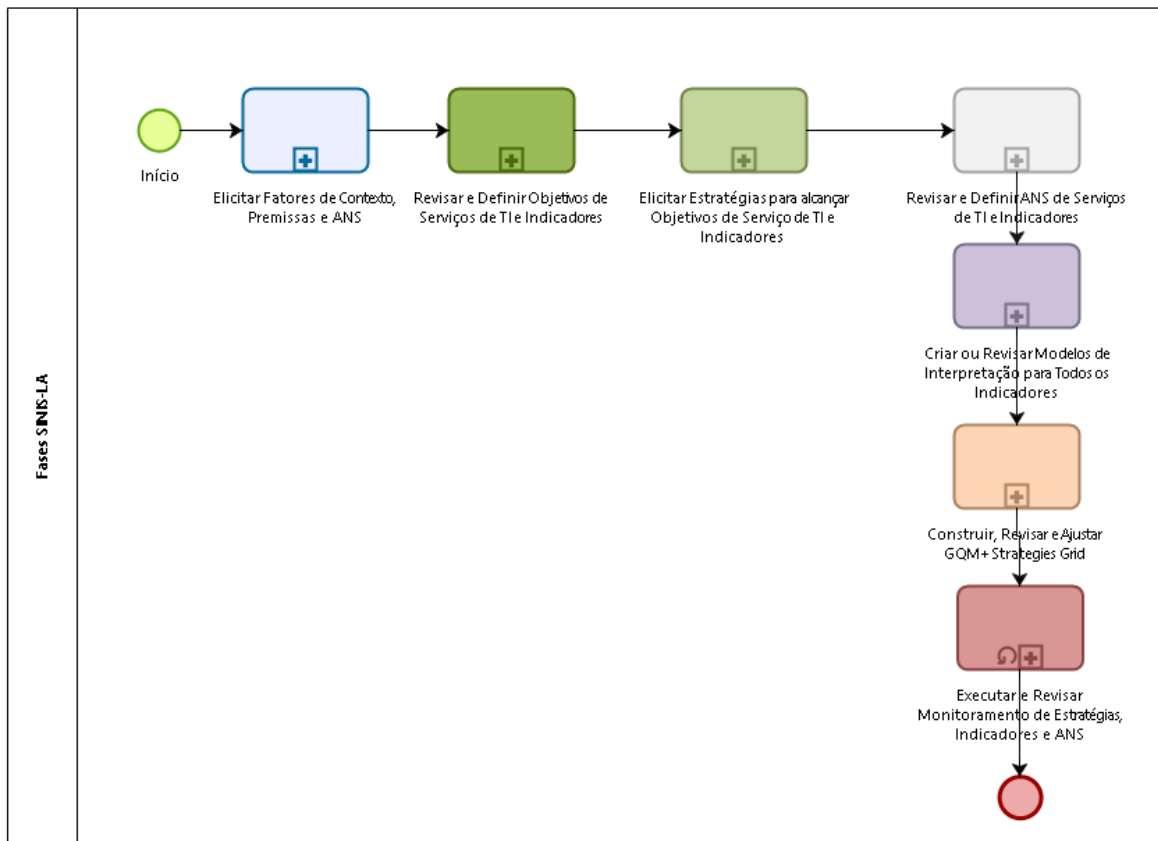 Fases SINIS-LA
Início
Elicitar Fatores de Contexto,
Premissas e ANS
Revisar e Definir Objetivos de
Serviços de TI e Indicadores
Elicitar Estratégias para alcançar
Objetivos de Serviço de TI e
Indicadores
Revisar e Definir ANS de Serviços
de TI e Indicadores
Criar ou Revisar Modelos de
Interpretação para Todos os
Indicadores
Construir, Revisar e Ajustar
GQM+ Strategies Grid
Executar e Revisar
Monitoramento de Estratégias,
Indicadores e ANS